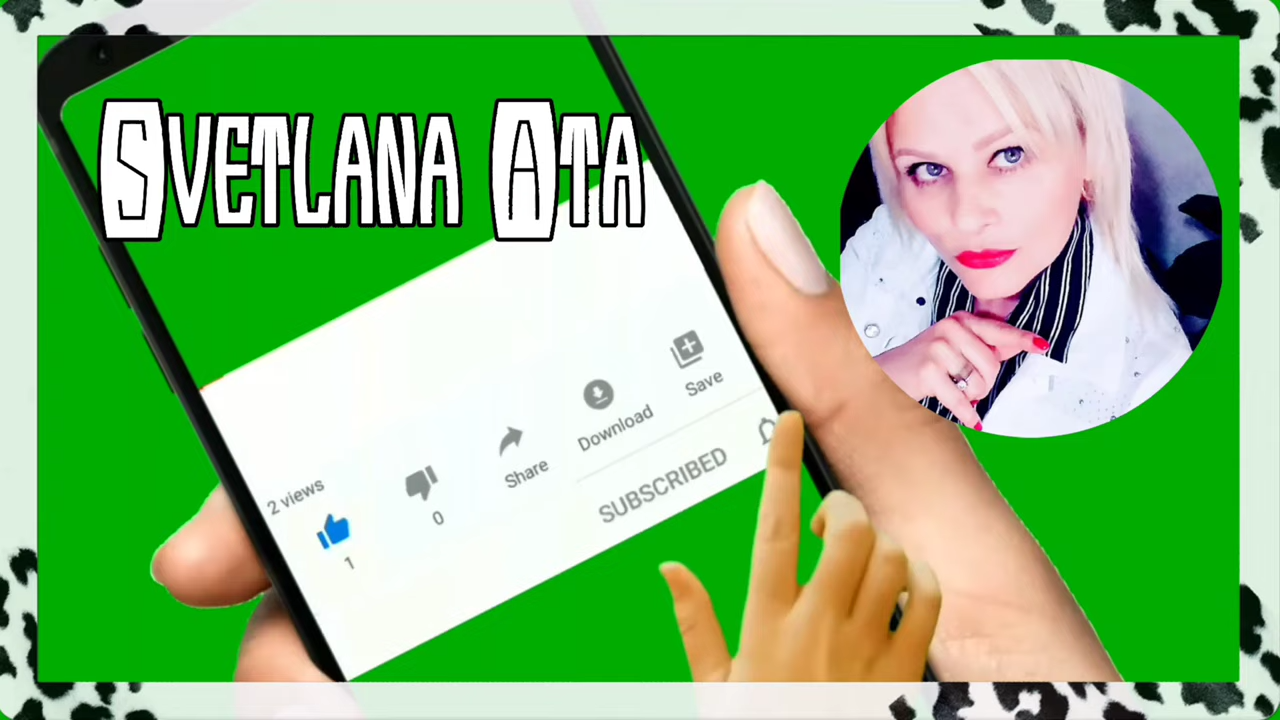 Svetlana Ata
Save
Download
Share
2 views
SUBSCRIBED
0
1